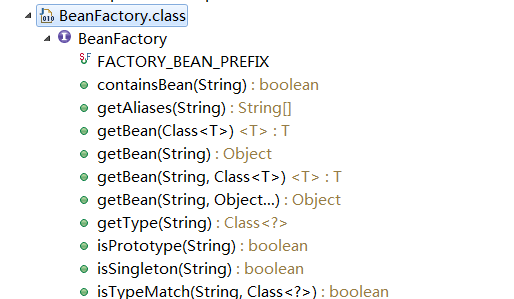 BeanFactory.class
BeanFactory
FACTORY_BEAN_PREFIX
containsBean(String) : boolean
getAliases(String) : String[]
getBean(Class<T>) <T> : T
getBean(String) : Object
getBean(String, Class<T>) <T> : T
getBean(String, Object...) : Object
getType(String) : Class<?>
isPrototype(String) : boolean
isSingleton(String) : boolean
isTypeMatch(String, Class<?>) : boolean